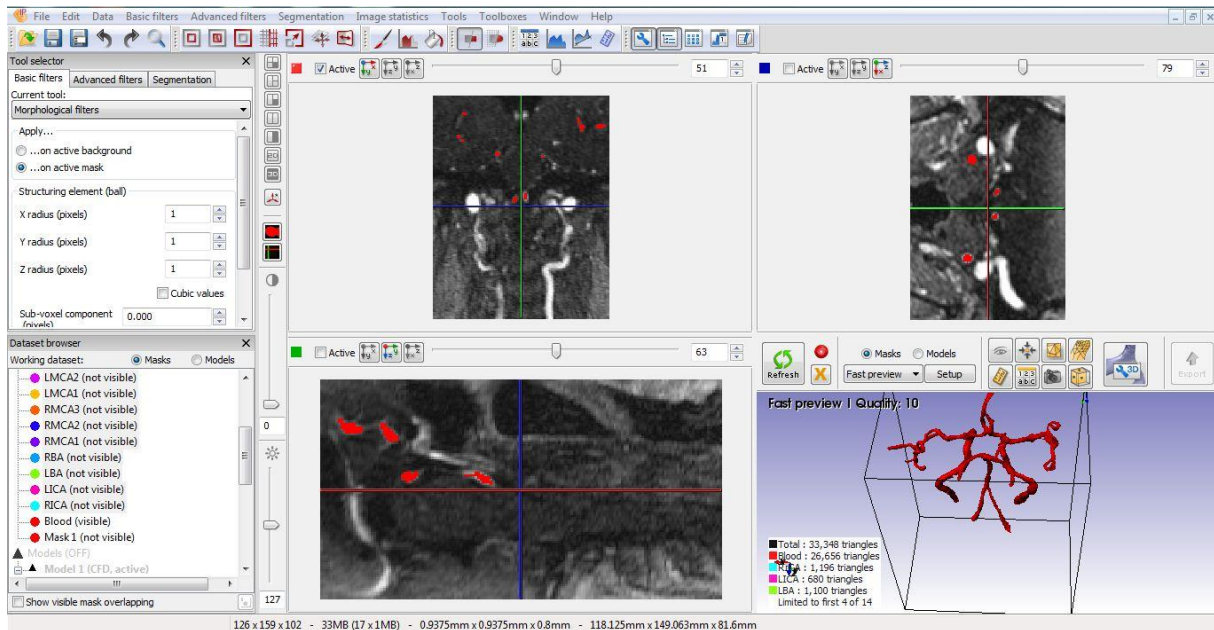 File Edit Data Basic filters Advanced filters Segmentation Image statistics Tools Toolboxes Window Help
Tool selector
Basic filters Advanced filters Segmentation
Current tool:
Morphological filters
Apply...
...on active background
...on active mask
Structuring element (ball)
X radius (pixels) 1
Y radius (pixels) 1
Z radius (pixels) 1
Cubic values
Sub-voxel component 0.000
(pixels)
Dataset browser
Working dataset: Masks Models
LMCA2 (not visible)
LMCA1 (not visible)
RMCA3 (not visible)
RMCA2 (not visible)
RMCA1 (not visible)
RBA (not visible)
LBA (not visible)
LICA (not visible)
RICA (not visible)
Blood (visible)
Mask 1 (not visible)
Models (OFF)
Model 1 (CFD, active)
Show visible mask overlapping
2D
3D
0
127
Active 51
Active 79
Active 63
Refresh
Masks Models
Fast preview Setup
123
abc
3D
Export
Fast preview | Quality: 10
Total : 33,348 triangles
Blood : 26,656 triangles
RICA : 1,196 triangles
LICA : 680 triangles
LBA : 1,100 triangles
Limited to first 4 of 14
126 x 159 x 102 - 33MB (17 x 1MB) - 0.9375mm x 0.9375mm x 0.8mm - 118.125mm x 149.063mm x 81.6mm